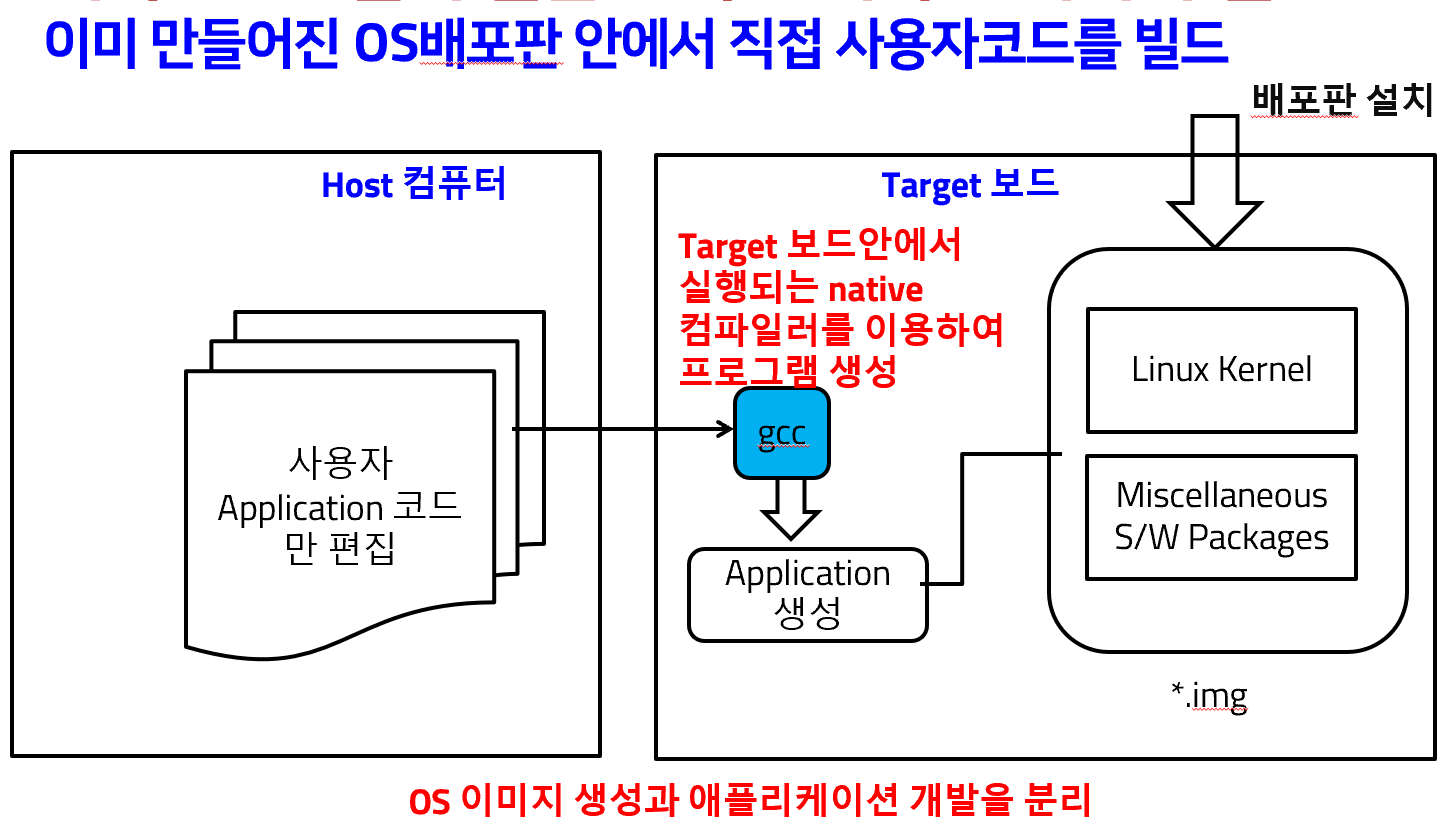 이미 만들어진 OS배포판 안에서 직접 사용자코드를 빌드
배포판 설치
Host 컴퓨터
Target 보드
Target 보드안에서
실행되는 native
컴파일러를 이용하여
프로그램 생성
gcc
사용자
Application 코드
만 편집
Application
생성
Linux Kernel
Miscellaneous
S/W Packages
*.img
OS 이미지 생성과 애플리케이션 개발을 분리